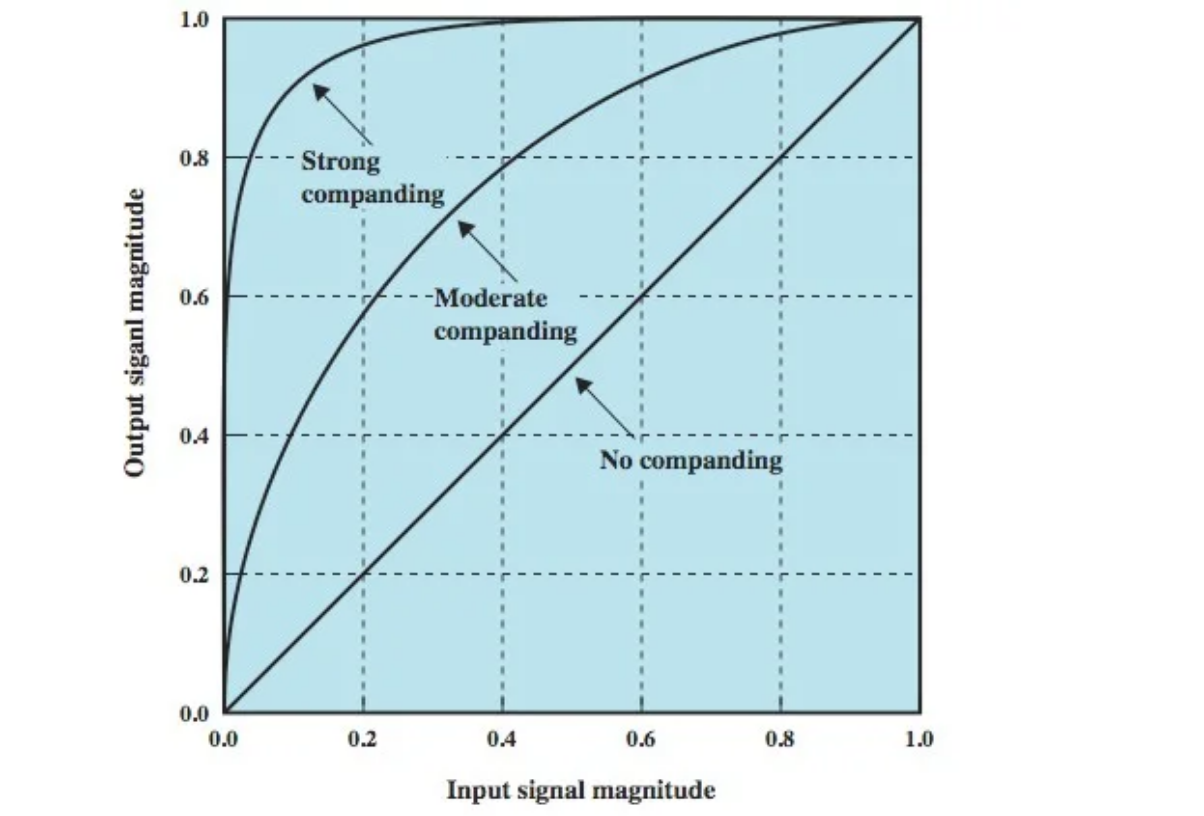 1.0
0.8
0.6
0.4
0.2
0.0
Output siganl magnitude
Strong
companding
Moderate
companding
No companding
0.0 0.2 0.4 0.6 0.8 1.0
Input signal magnitude